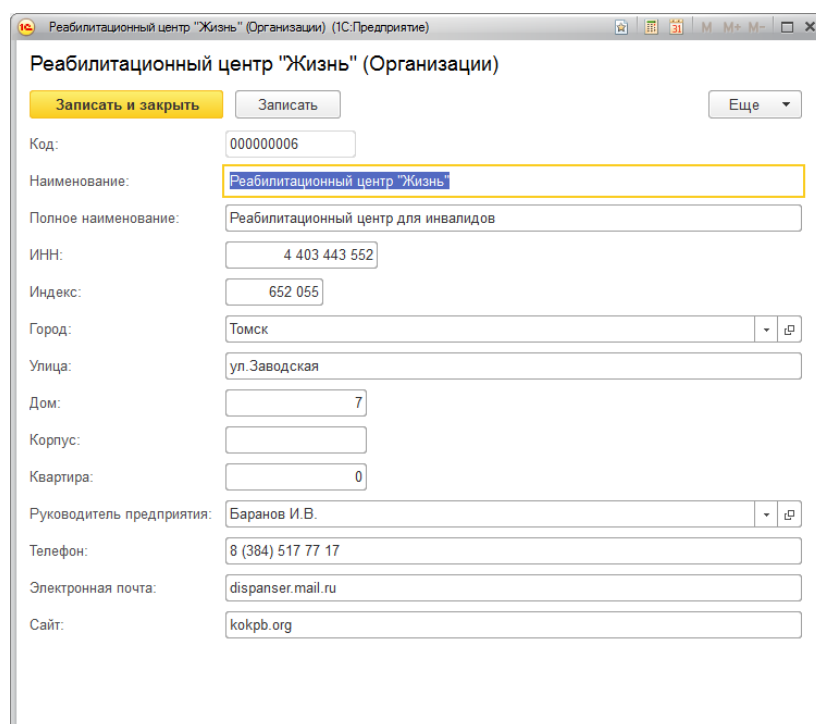 Реабилитационный центр "Жизнь" (Организации) (1С:Предприятие)
31 M M+ M-
Реабилитационный центр "Жизнь" (Организации)
Записать и закрыть Записать Еще
Код: 000000006
Наименование: Реабилитационный центр "Жизнь"
Полное наименование: Реабилитационный центр для инвалидов
ИНН: 4 403 443 552
Индекс: 652 055
Город: Томск
Улица: ул.Заводская
Дом: 7
Корпус:
Квартира: 0
Руководитель предприятия: Баранов И.В.
Телефон: 8 (384) 517 77 17
Электронная почта: dispanser.mail.ru
Сайт: kokpb.org